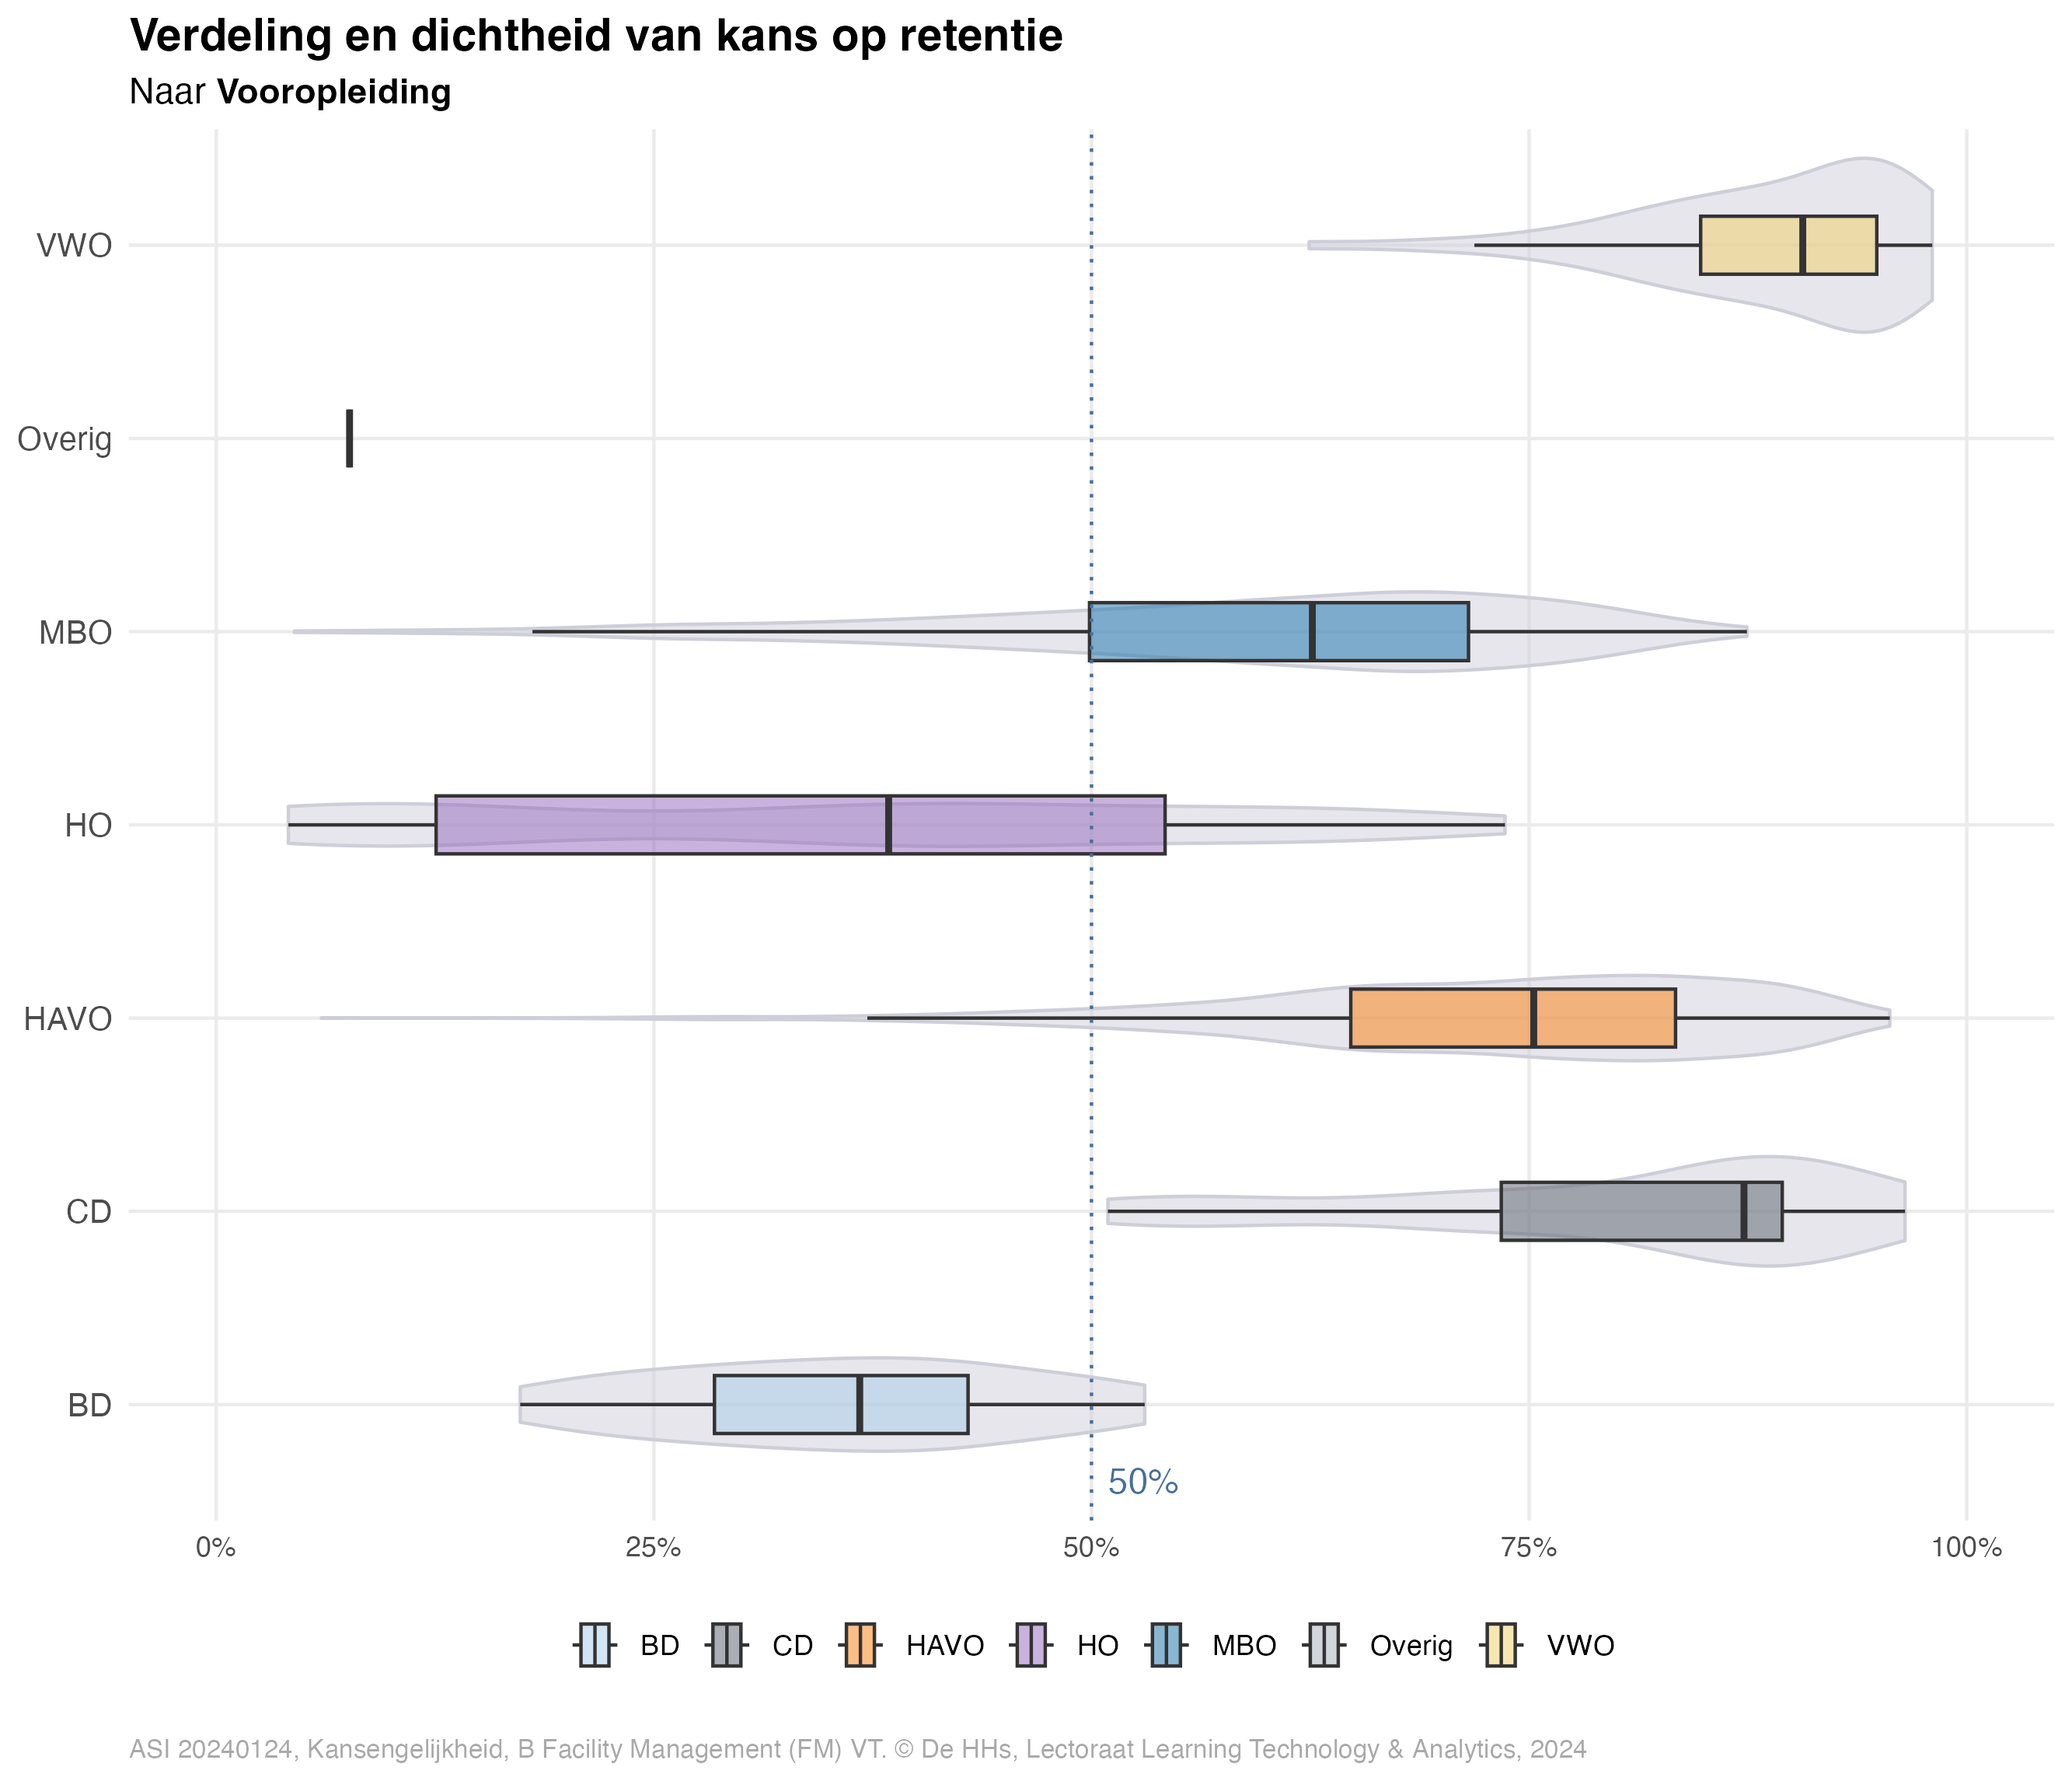 Verdeling en dichtheid van kans op retentie
Naar Vooropleiding
VWO
Overig
MBO
HO
HAVO
CD
BD
50%
0% 25% 50% 75% 100%
BD CD HAVO HO MBO Overig VWO
ASI 20240124, Kansengelijkheid, B Facility Management (FM) VT. © De HHs, Lectoraat Learning Technology & Analytics, 2024